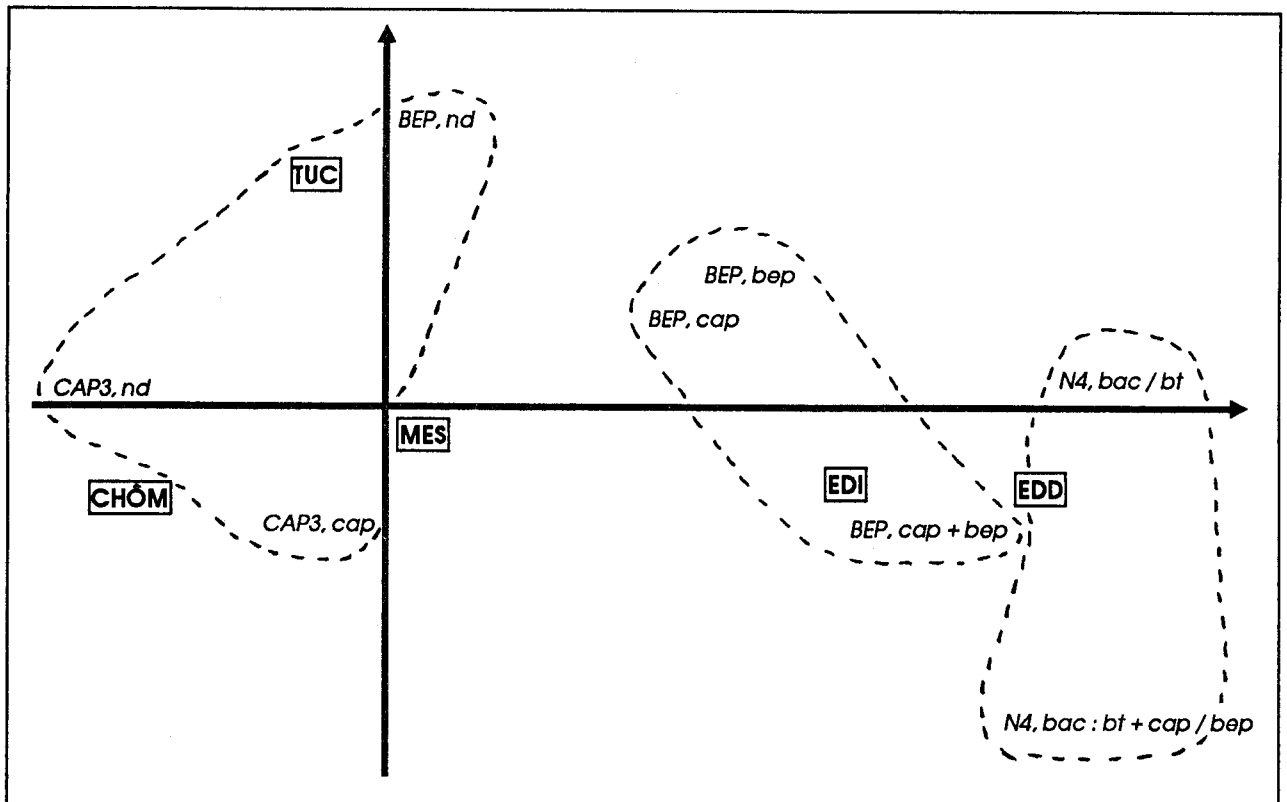 BEP, nd
TUC
BEP, bep
BEP, cap
CAP3, nd
N4, bac / bt
MES
CHÔM
EDI
EDD
CAP3, cap
BEP, cap + bep
N4, bac : bt + cap / bep